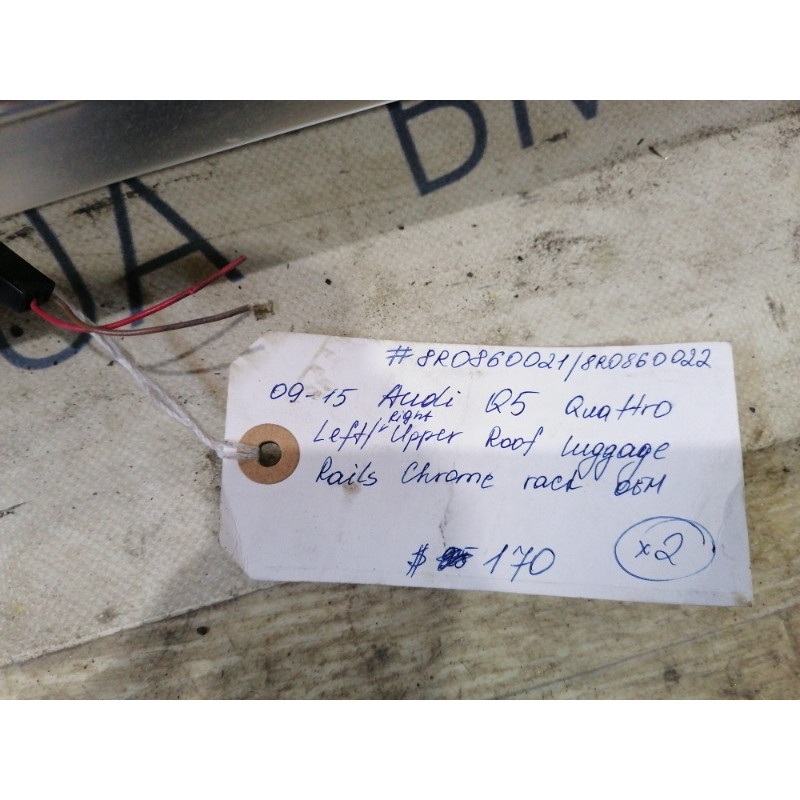 #8R0860021/8R0860022
09-15 Audi Q5 Quattro
Left/right Upper Roof Luggage
Rails Chrome rack OEM
$ 170
x2